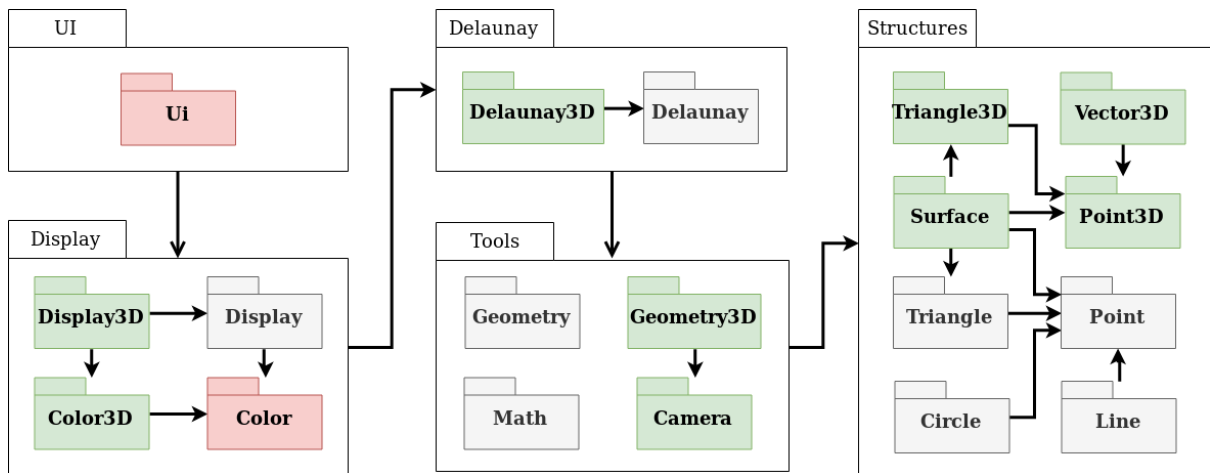 UI
Ui
Display
Display3D
Display
Color3D
Color
Delaunay
Delaunay3D
Delaunay
Tools
Geometry
Geometry3D
Math
Camera
Structures
Triangle3D
Vector3D
Surface
Point3D
Triangle
Point
Circle
Line